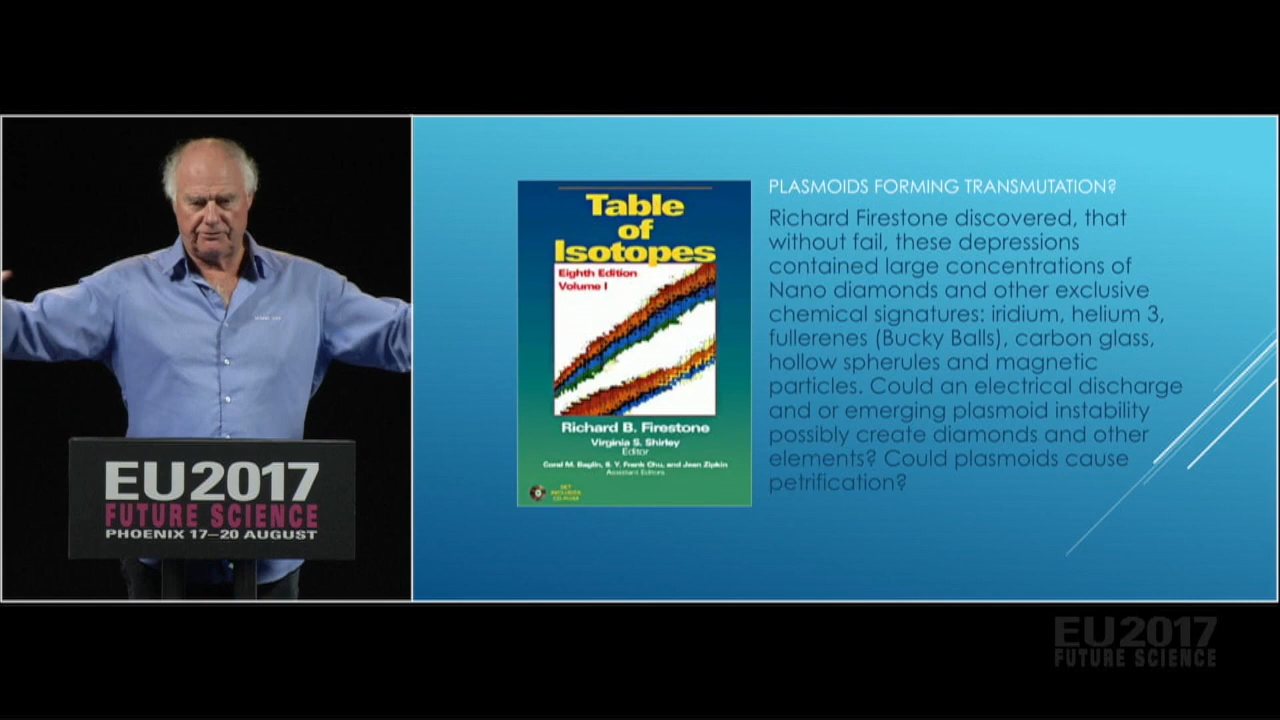 EU2017
FUTURE SCIENCE
PHOENIX 17–20 AUGUST
Table
of
Isotopes
Eighth Edition
Volume I
Richard B. Firestone
Virginia S. Shirley
Editor
Coral M. Baglin, S. Y. Frank Chu, and Jean Zipkin
Assistant Editors
INCLUDES
CD-ROM
PLASMOIDS FORMING TRANSMUTATION?
Richard Firestone discovered, that
without fail, these depressions
contained large concentrations of
Nano diamonds and other exclusive
chemical signatures: iridium, helium 3,
fullerenes (Bucky Balls), carbon glass,
hollow spherules and magnetic
particles. Could an electrical discharge
and or emerging plasmoid instability
possibly create diamonds and other
elements? Could plasmoids cause
petrification?
EU2017
FUTURE SCIENCE